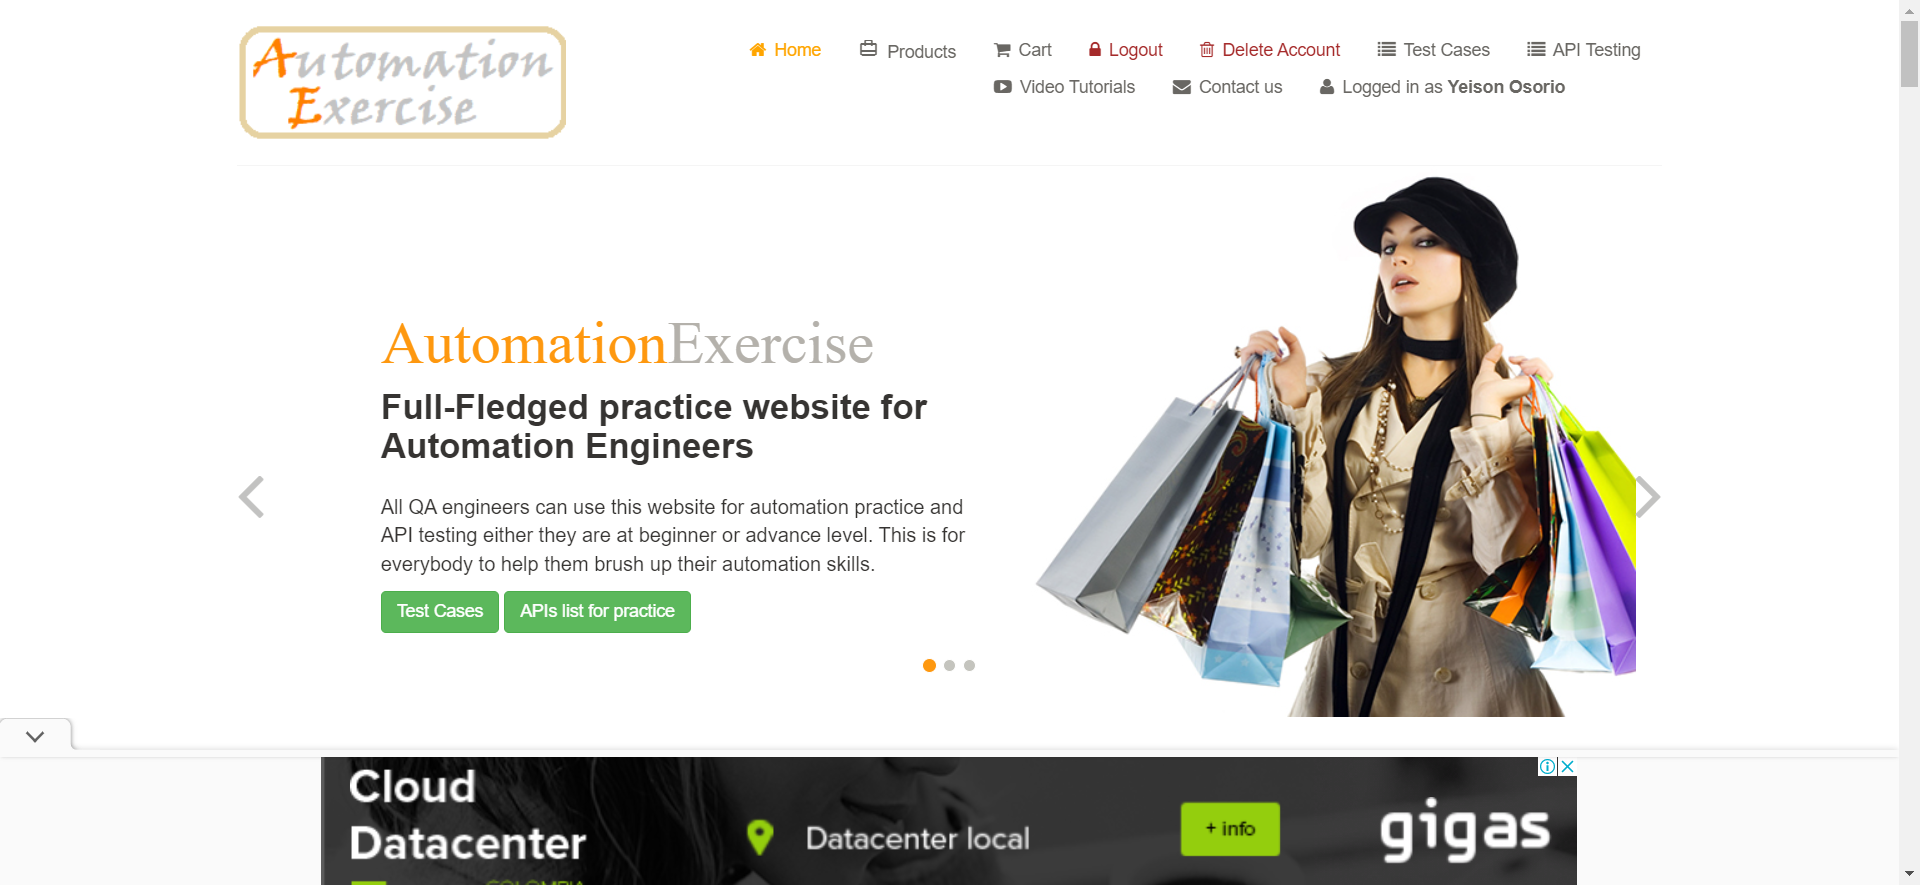 Automation
Exercise
Home Products Cart Logout Delete Account Test Cases API Testing
Video Tutorials Contact us Logged in as Yeison Osorio
AutomationExercise
Full-Fledged practice website for
Automation Engineers
All QA engineers can use this website for automation practice and
API testing either they are at beginner or advance level. This is for
everybody to help them brush up their automation skills.
Test Cases APIs list for practice
Cloud
Datacenter
COLOMBIA
Datacenter local
+ info
gigas